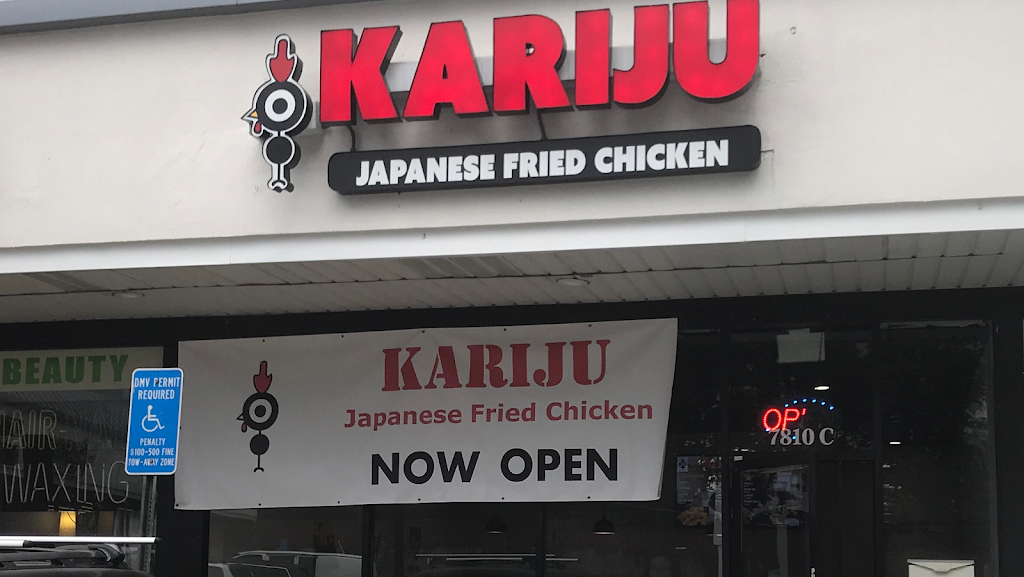 KARIJU
JAPANESE FRIED CHICKEN
BEAUTY
HAIR
WAXING
DMV PERMIT
REQUIRED
PENALTY
$100-500 FINE
TOW-AWAY ZONE
KARIJU
Japanese Fried Chicken
NOW OPEN
OP
7810 C